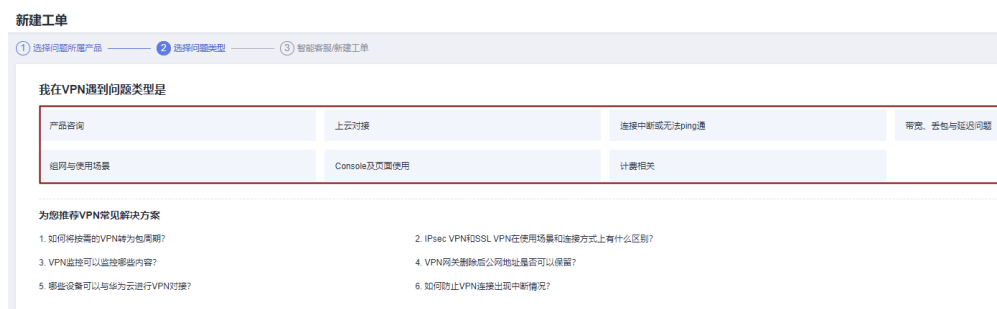 新建工单
1 选择问题所属产品 2 选择问题类型 3 智能客服/新建工单
我在VPN遇到问题类型是
产品咨询 上云对接 连接中断或无法ping通 带宽、丢包与延迟问题
组网与使用场景 Console及页面使用 计费相关
为您推荐VPN常见解决方案
1. 如何将按需的VPN转为包周期? 2. IPsec VPN和SSL VPN在使用场景和连接方式上有什么区别?
3. VPN监控可以监控哪些内容? 4. VPN网关删除后公网地址是否可以保留?
5. 哪些设备可以与华为云进行VPN对接? 6. 如何防止VPN连接出现中断情况?